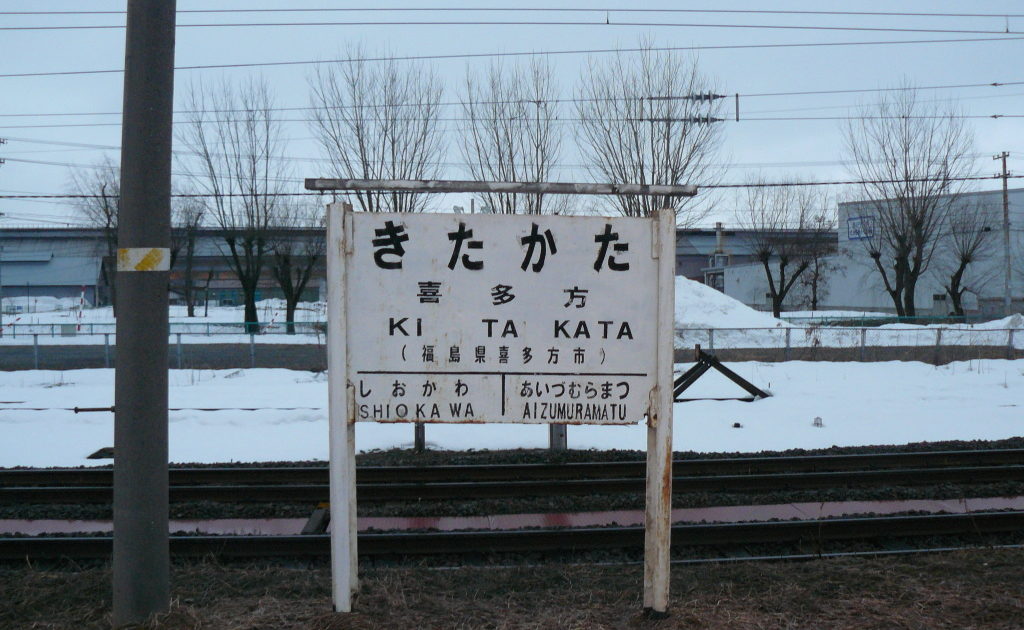 きたかた
喜多方
KI TA KATA
(福島県喜多方市)
しおかわ あいづむらまつ
SHIOKAWA AIZUMURAMATU